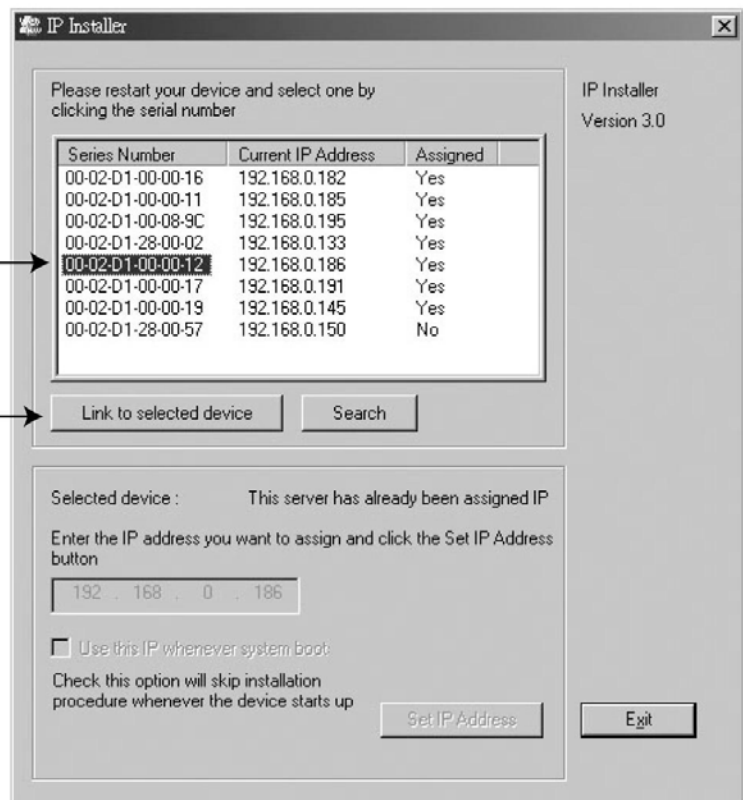 IP Installer
Please restart your device and select one by
clicking the serial number
IP Installer
Version 3.0
Series Number Current IP Address Assigned
00-02-D1-00-00-16 192.168.0.182 Yes
00-02-D1-00-00-11 192.168.0.185 Yes
00-02-D1-00-08-9C 192.168.0.195 Yes
00-02-D1-28-00-02 192.168.0.133 Yes
00-02-D1-00-00-12 192.168.0.186 Yes
00-02-D1-00-00-17 192.168.0.191 Yes
00-02-D1-00-00-19 192.168.0.145 Yes
00-02-D1-28-00-57 192.168.0.150 No
Link to selected device Search
Selected device : This server has already been assigned IP
Enter the IP address you want to assign and click the Set IP Address
button
192 . 168 . 0 . 186
Use this IP whenever system boot
Check this option will skip installation
procedure whenever the device starts up
Set IP Address
Exit